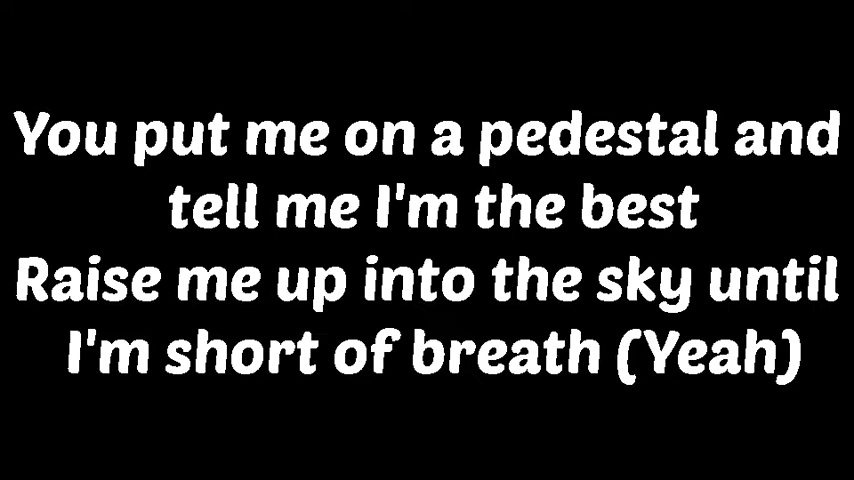 You put me on a pedestal and
tell me I'm the best
Raise me up into the sky until
I'm short of breath (Yeah)